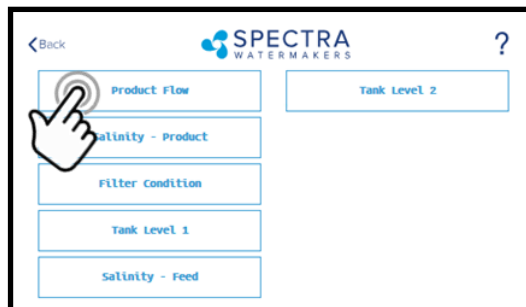 Back
SPECTRA
WATERMAKERS
?
Product Flow
Tank Level 2
Salinity - Product
Filter Condition
Tank Level 1
Salinity - Feed